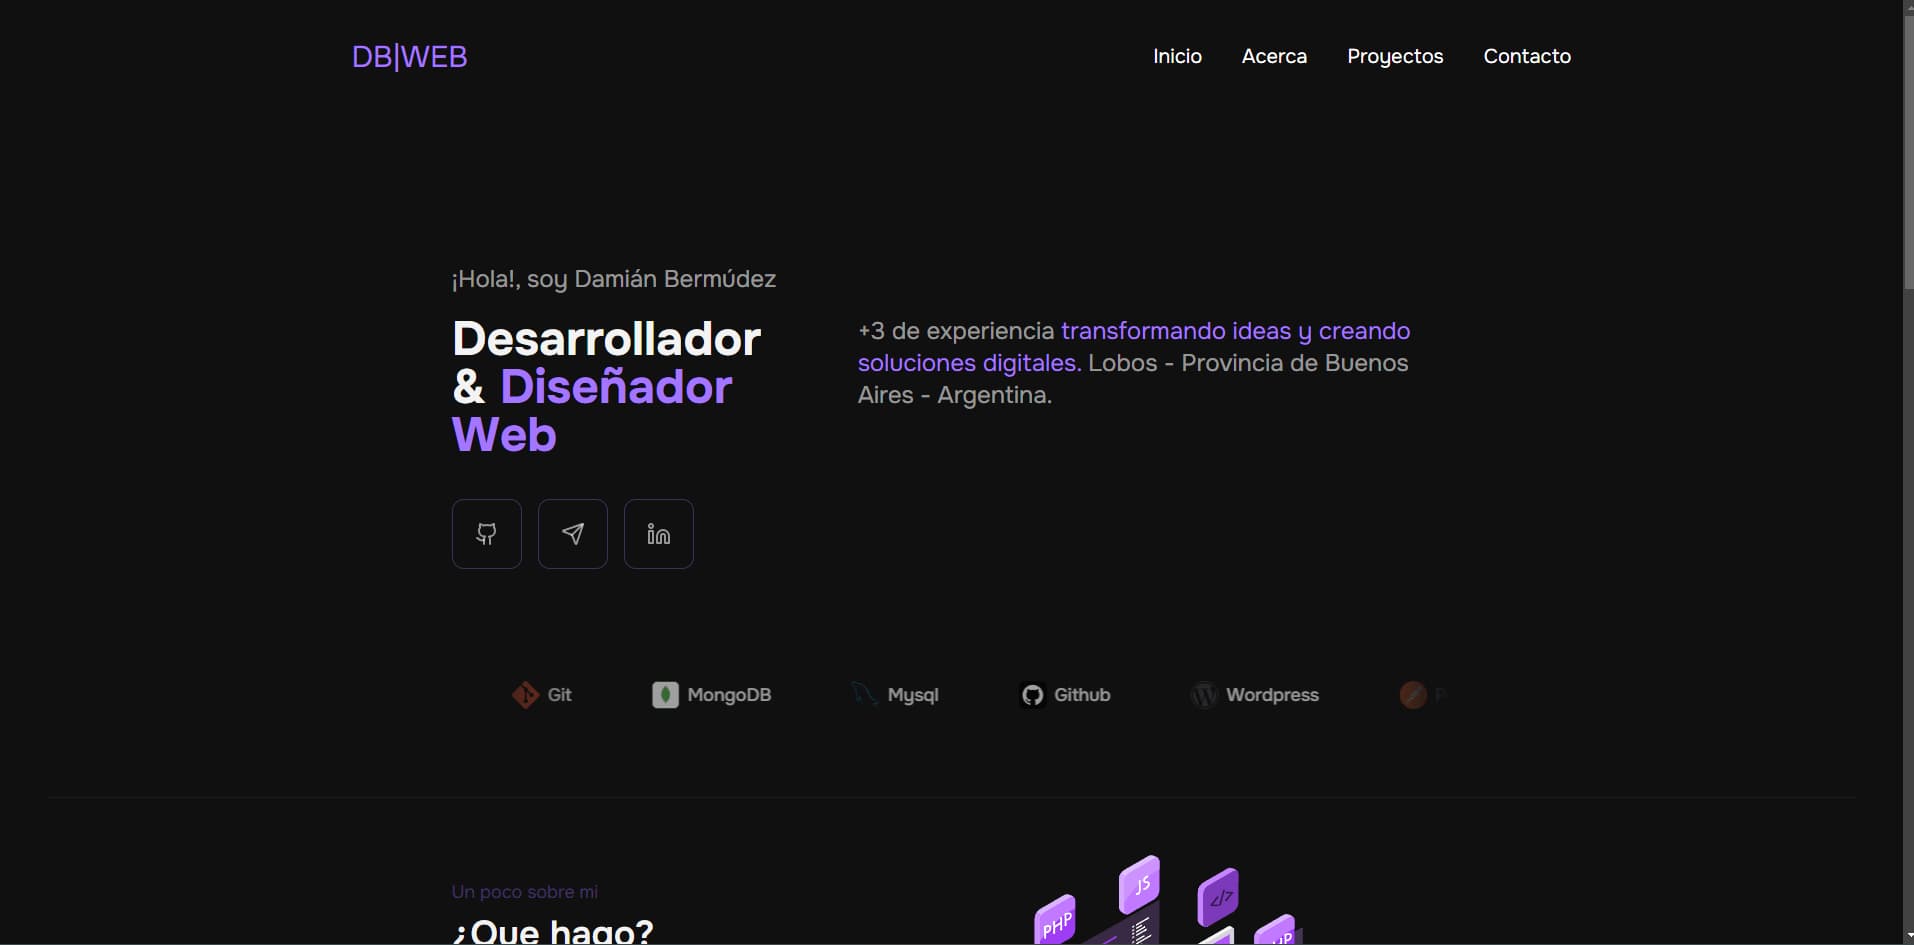 DB|WEB
Inicio Acerca Proyectos Contacto
¡Hola!, soy Damián Bermúdez
Desarrollador
& Diseñador
Web
+3 de experiencia transformando ideas y creando
soluciones digitales. Lobos - Provincia de Buenos
Aires - Argentina.
Git MongoDB Mysql Github Wordpress
Un poco sobre mi
¿Que hago?
JS
</>
PHP